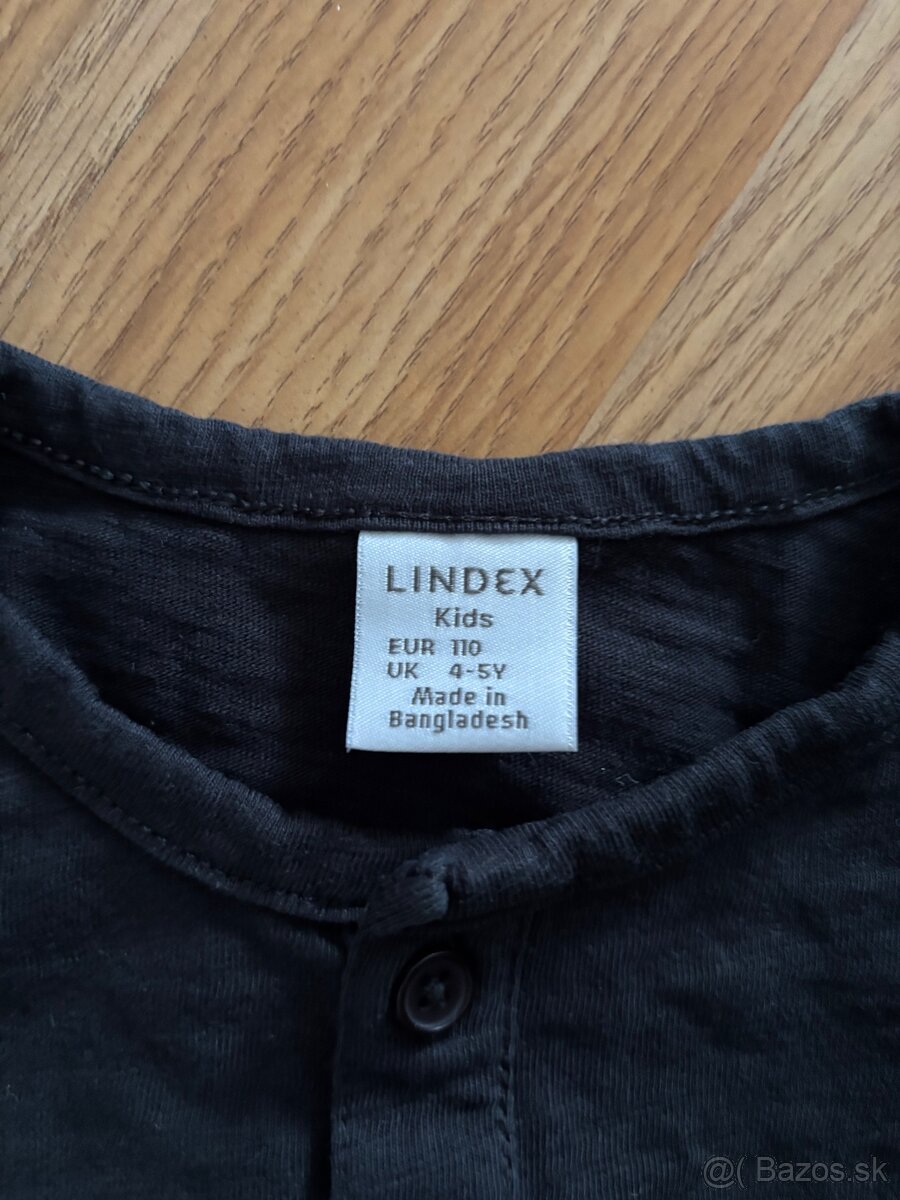 LINDEX
Kids
EUR 110
UK 4-5Y
Made in
Bangladesh
@( Bazos.sk